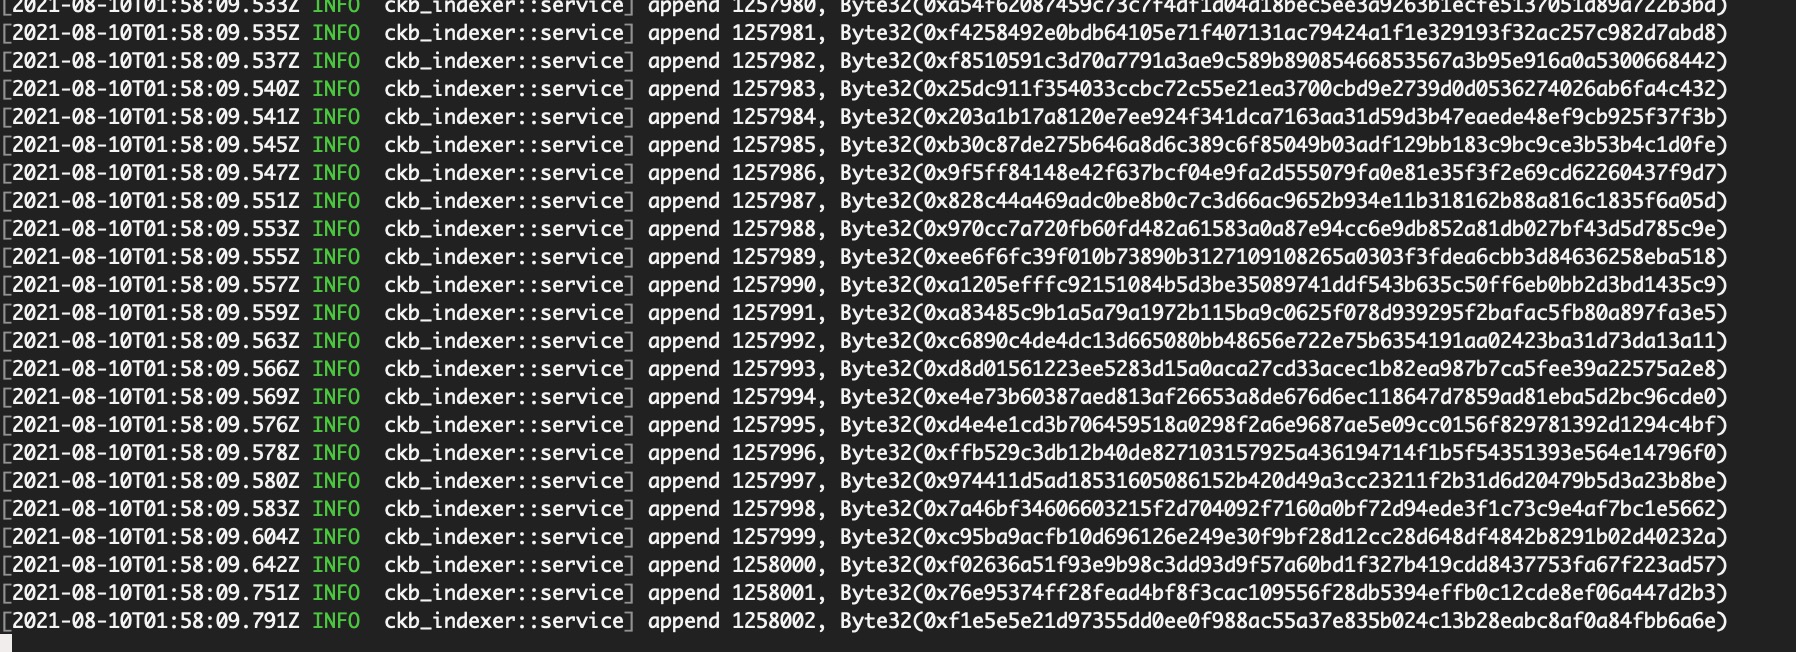 [2021-08-10T01:58:09.533Z INFO  ckb_indexer::service] append 1257980, Byte32(0xa54f62087459c73c7f4df1d04d18bec5ee3a9263b1ecfe5137051d89a722b3bd)
[2021-08-10T01:58:09.535Z INFO  ckb_indexer::service] append 1257981, Byte32(0xf4258492e0bdb64105e71f407131ac79424a1f1e329193f32ac257c982d7abd8)
[2021-08-10T01:58:09.537Z INFO  ckb_indexer::service] append 1257982, Byte32(0xf8510591c3d70a7791a3ae9c589b89085466853567a3b95e916a0a5300668442)
[2021-08-10T01:58:09.540Z INFO  ckb_indexer::service] append 1257983, Byte32(0x25dc911f354033ccbc72c55e21ea3700cbd9e2739d0d0536274026ab6fa4c432)
[2021-08-10T01:58:09.541Z INFO  ckb_indexer::service] append 1257984, Byte32(0x203a1b17a8120e7ee924f341dca7163aa31d59d3b47eaede48ef9cb925f37f3b)
[2021-08-10T01:58:09.545Z INFO  ckb_indexer::service] append 1257985, Byte32(0xb30c87de275b646a8d6c389c6f85049b03adf129bb183c9bc9ce3b53b4c1d0fe)
[2021-08-10T01:58:09.547Z INFO  ckb_indexer::service] append 1257986, Byte32(0x9f5ff84148e42f637bcf04e9fa2d555079fa0e81e35f3f2e69cd62260437f9d7)
[2021-08-10T01:58:09.551Z INFO  ckb_indexer::service] append 1257987, Byte32(0x828c44a469adc0be8b0c7c3d66ac9652b934e11b318162b88a816c1835f6a05d)
[2021-08-10T01:58:09.553Z INFO  ckb_indexer::service] append 1257988, Byte32(0x970cc7a720fb60fd482a61583a0a87e94cc6e9db852a81db027bf43d5d785c9e)
[2021-08-10T01:58:09.555Z INFO  ckb_indexer::service] append 1257989, Byte32(0xee6f6fc39f010b73890b3127109108265a0303f3fdea6cbb3d84636258eba518)
[2021-08-10T01:58:09.557Z INFO  ckb_indexer::service] append 1257990, Byte32(0xa1205efffc92151084b5d3be35089741ddf543b635c50ff6eb0bb2d3bd1435c9)
[2021-08-10T01:58:09.559Z INFO  ckb_indexer::service] append 1257991, Byte32(0xa83485c9b1a5a79a1972b115ba9c0625f078d939295f2bafac5fb80a897fa3e5)
[2021-08-10T01:58:09.563Z INFO  ckb_indexer::service] append 1257992, Byte32(0xc6890c4de4dc13d665080bb48656e722e75b6354191aa02423ba31d73da13a11)
[2021-08-10T01:58:09.566Z INFO  ckb_indexer::service] append 1257993, Byte32(0xd8d01561223ee5283d15a0aca27cd33acec1b82ea987b7ca5fee39a22575a2e8)
[2021-08-10T01:58:09.569Z INFO  ckb_indexer::service] append 1257994, Byte32(0xe4e73b60387aed813af26653a8de676d6ec118647d7859ad81eba5d2bc96cde0)
[2021-08-10T01:58:09.576Z INFO  ckb_indexer::service] append 1257995, Byte32(0xd4e4e1cd3b706459518a0298f2a6e9687ae5e09cc0156f829781392d1294c4bf)
[2021-08-10T01:58:09.578Z INFO  ckb_indexer::service] append 1257996, Byte32(0xffb529c3db12b40de827103157925a436194714f1b5f54351393e564e14796f0)
[2021-08-10T01:58:09.580Z INFO  ckb_indexer::service] append 1257997, Byte32(0x974411d5ad18531605086152b420d49a3cc23211f2b31d6d20479b5d3a23b8be)
[2021-08-10T01:58:09.583Z INFO  ckb_indexer::service] append 1257998, Byte32(0x7a46bf34606603215f2d704092f7160a0bf72d94ede3f1c73c9e4af7bc1e5662)
[2021-08-10T01:58:09.604Z INFO  ckb_indexer::service] append 1257999, Byte32(0xc95ba9acfb10d696126e249e30f9bf28d12cc28d648df4842b8291b02d40232a)
[2021-08-10T01:58:09.642Z INFO  ckb_indexer::service] append 1258000, Byte32(0xf02636a51f93e9b98c3dd93d9f57a60bd1f327b419cdd8437753fa67f223ad57)
[2021-08-10T01:58:09.751Z INFO  ckb_indexer::service] append 1258001, Byte32(0x76e95374ff28fead4bf8f3cac109556f28db5394effb0c12cde8ef06a447d2b3)
[2021-08-10T01:58:09.791Z INFO  ckb_indexer::service] append 1258002, Byte32(0xf1e5e5e21d97355dd0ee0f988ac55a37e835b024c13b28eabc8af0a84fbb6a6e)